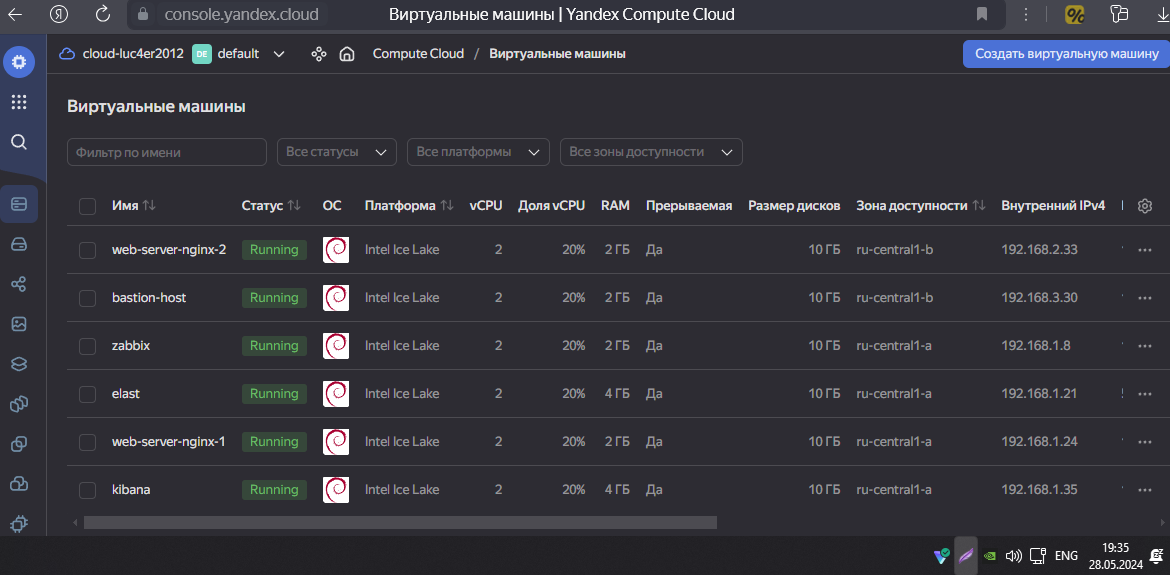 console.yandex.cloud Виртуальные машины | Yandex Compute Cloud
cloud-luc4er2012 DE default Compute Cloud / Виртуальные машины Создать виртуальную машину
Виртуальные машины
Фильтр по имени Все статусы Все платформы Все зоны доступности
Имя Статус ОС Платформа vCPU Доля vCPU RAM Прерываемая Размер дисков Зона доступности Внутренний IPv4
web-server-nginx-2 Running Intel Ice Lake 2 20% 2 ГБ Да 10 ГБ ru-central1-b 192.168.2.33
bastion-host Running Intel Ice Lake 2 20% 2 ГБ Да 10 ГБ ru-central1-b 192.168.3.30
zabbix Running Intel Ice Lake 2 20% 2 ГБ Да 10 ГБ ru-central1-a 192.168.1.8
elast Running Intel Ice Lake 2 20% 4 ГБ Да 10 ГБ ru-central1-a 192.168.1.21
web-server-nginx-1 Running Intel Ice Lake 2 20% 2 ГБ Да 10 ГБ ru-central1-a 192.168.1.24
kibana Running Intel Ice Lake 2 20% 4 ГБ Да 10 ГБ ru-central1-a 192.168.1.35
ENG 19:35
28.05.2024